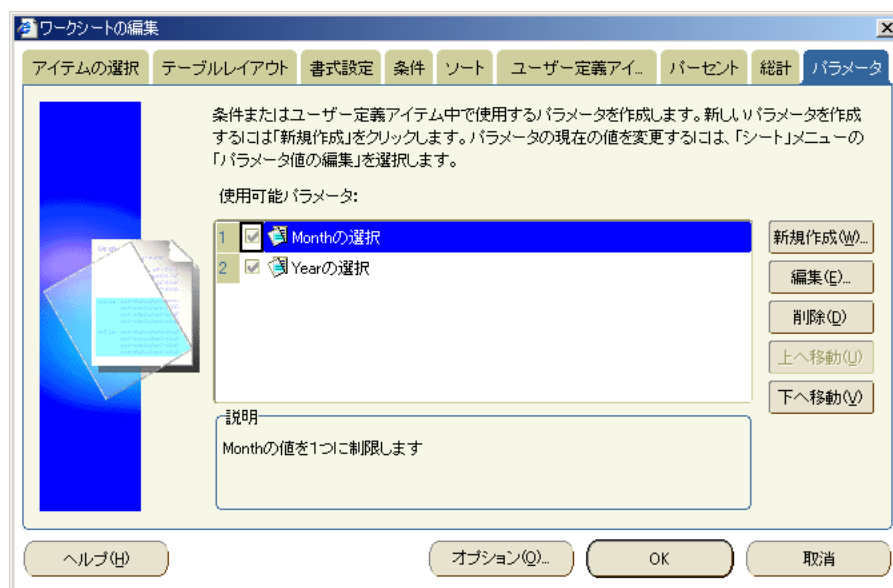 ワークシートの編集
アイテムの選択 テーブルレイアウト 書式設定 条件 ソート ユーザー定義アイ... パーセント 総計 パラメータ
条件またはユーザー定義アイテム中で使用するパラメータを作成します。新しいパラメータを作成
するには「新規作成」をクリックします。パラメータの現在の値を変更するには、「シート」メニューの
「パラメータ値の編集」を選択します。
使用可能パラメータ:
1 Monthの選択
2 Yearの選択
新規作成(W)...
編集(E)...
削除(D)
上へ移動(U)
下へ移動(V)
説明
Monthの値を1つに制限します
ヘルプ(H) オプション(O)... OK 取消